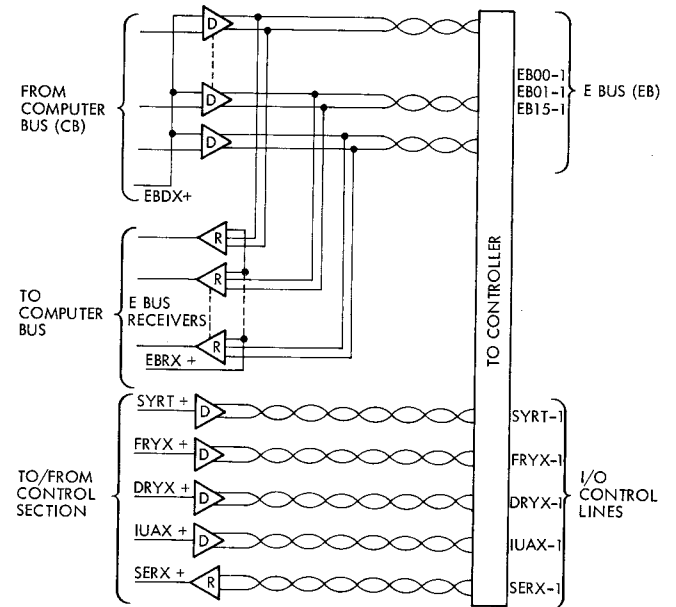 D
FROM
COMPUTER
BUS (CB)
D
D
EBDX+
EB00-1
EB01-1
EB15-1
E BUS (EB)
R
R
TO
COMPUTER
BUS
E BUS
RECEIVERS
R
EBRX +
TO CONTROLLER
TO/FROM
CONTROL
SECTION
SYRT +
D
SYRT-1
FRYX +
D
FRYX-1
DRYX +
D
DRYX-1
IUAX +
D
IUAX-1
SERX +
R
SERX-1
I/O
CONTROL
LINES